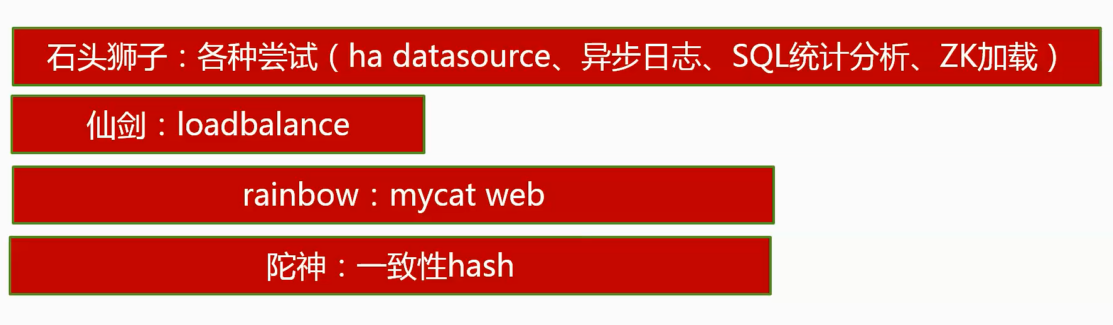 石头狮子：各种尝试（ha datasource、异步日志、SQL统计分析、ZK加载）
仙剑：loadbalance
rainbow：mycat web
陀神：一致性hash